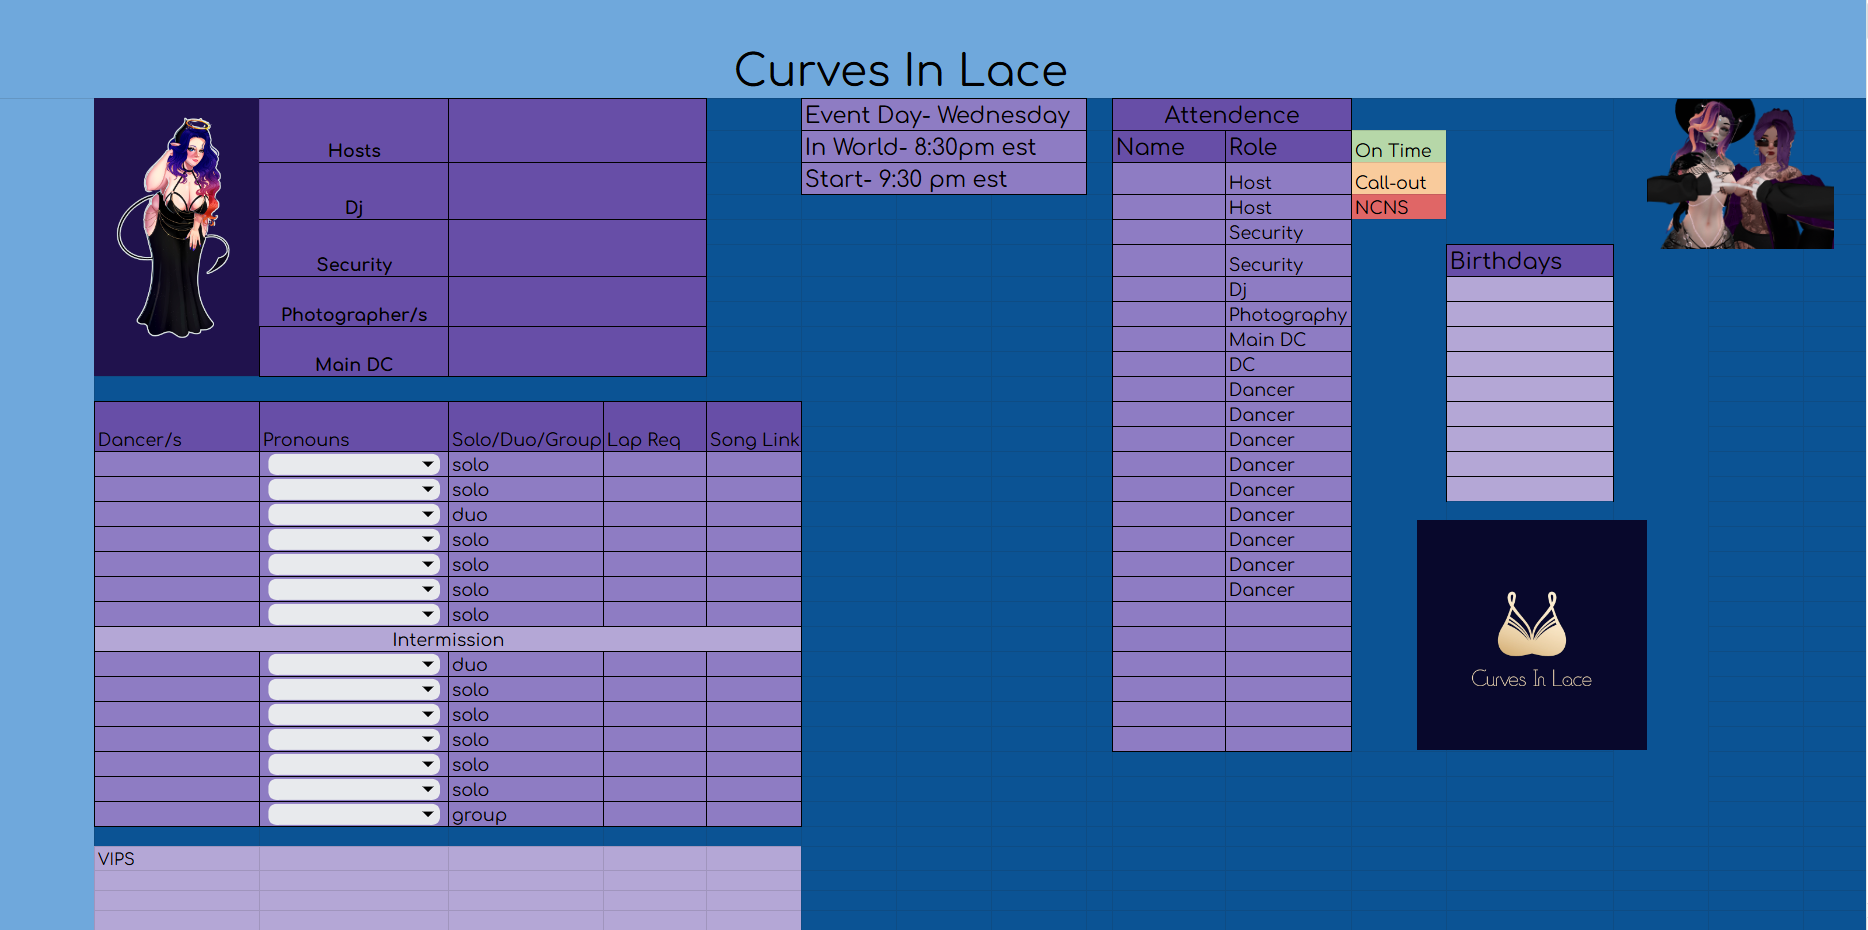 Curves In Lace
Hosts
Dj
Security
Photographer/s
Main DC
Event Day- Wednesday
In World- 8:30pm est
Start- 9:30 pm est
Attendence
Name Role
Host
Host
Security
Security
Dj
Photography
Main DC
DC
Dancer
Dancer
Dancer
Dancer
Dancer
Dancer
Dancer
Dancer
Dancer
On Time
Call-out
NCNS
Birthdays
Dancer/s Pronouns Solo/Duo/Group Lap Req Song Link
solo
solo
duo
solo
solo
solo
solo
Intermission
duo
solo
solo
solo
solo
solo
group
VIPS
Curves In Lace